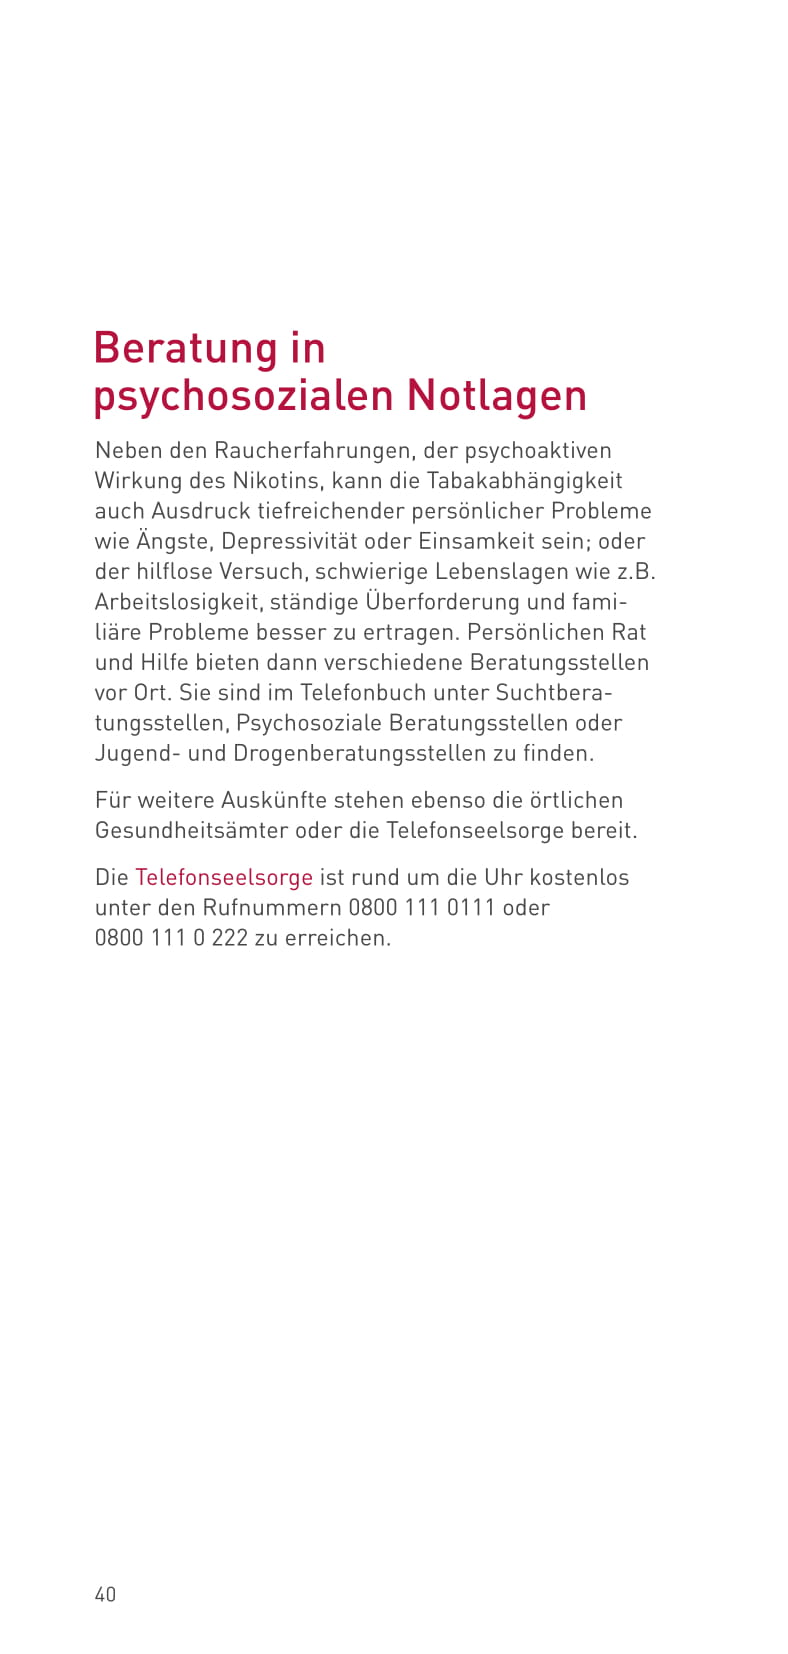 Beratung in
psychosozialen Notlagen
Neben den Raucherfahrungen, der psychoaktiven
Wirkung des Nikotins, kann die Tabakabhängigkeit
auch Ausdruck tiefreichender persönlicher Probleme
wie Ängste, Depressivität oder Einsamkeit sein; oder
der hilflose Versuch, schwierige Lebenslagen wie z.B.
Arbeitslosigkeit, ständige Überforderung und fami-
liäre Probleme besser zu ertragen. Persönlichen Rat
und Hilfe bieten dann verschiedene Beratungsstellen
vor Ort. Sie sind im Telefonbuch unter Suchtbera-
tungsstellen, Psychosoziale Beratungsstellen oder
Jugend- und Drogenberatungsstellen zu finden.
Für weitere Auskünfte stehen ebenso die örtlichen
Gesundheitsämter oder die Telefonseelsorge bereit.
Die Telefonseelsorge ist rund um die Uhr kostenlos
unter den Rufnummern 0800 111 0111 oder
0800 111 0 222 zu erreichen.
40